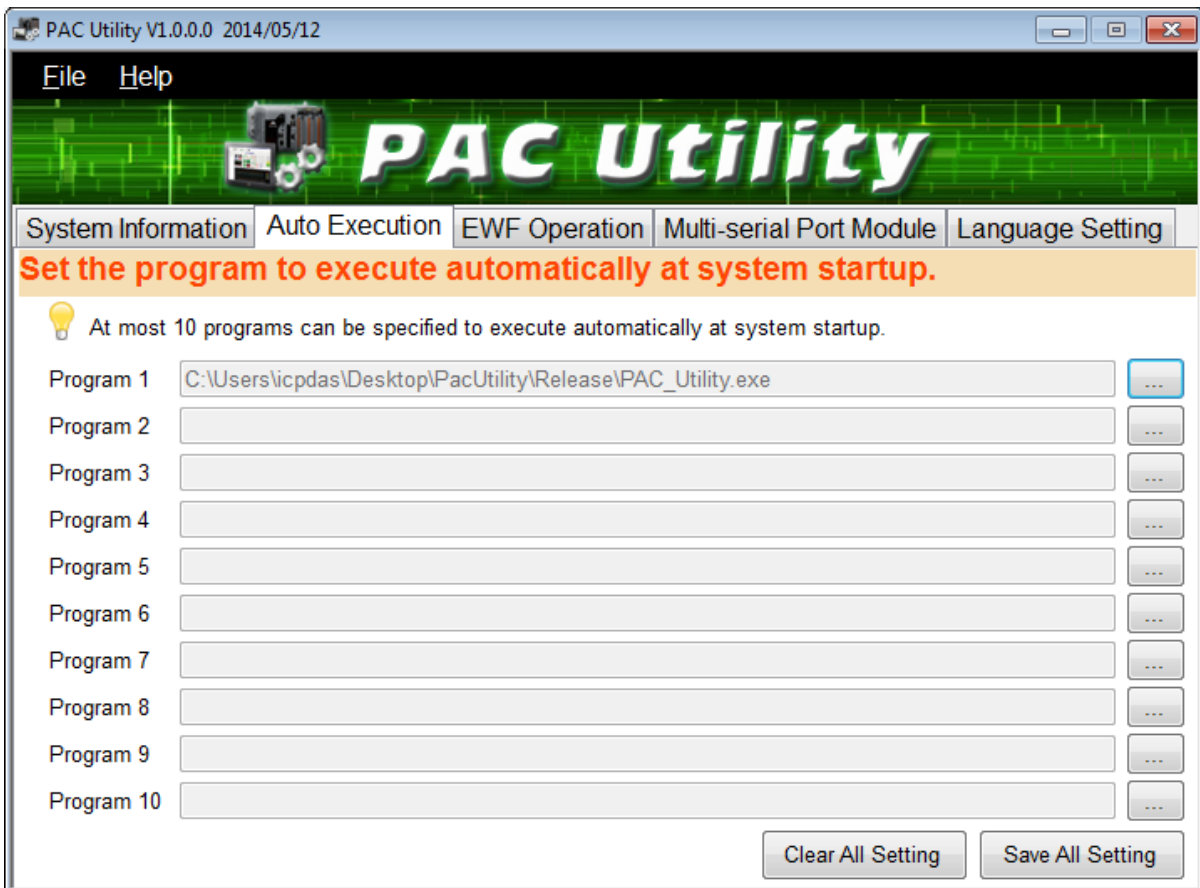 PAC Utility V1.0.0.0 2014/05/12
File Help
PAC Utility
System Information Auto Execution EWF Operation Multi-serial Port Module Language Setting
Set the program to execute automatically at system startup.
At most 10 programs can be specified to execute automatically at system startup.
Program 1 C:\Users\icpdas\Desktop\PacUtility\Release\PAC_Utility.exe ...
Program 2 ...
Program 3 ...
Program 4 ...
Program 5 ...
Program 6 ...
Program 7 ...
Program 8 ...
Program 9 ...
Program 10 ...
Clear All Setting Save All Setting